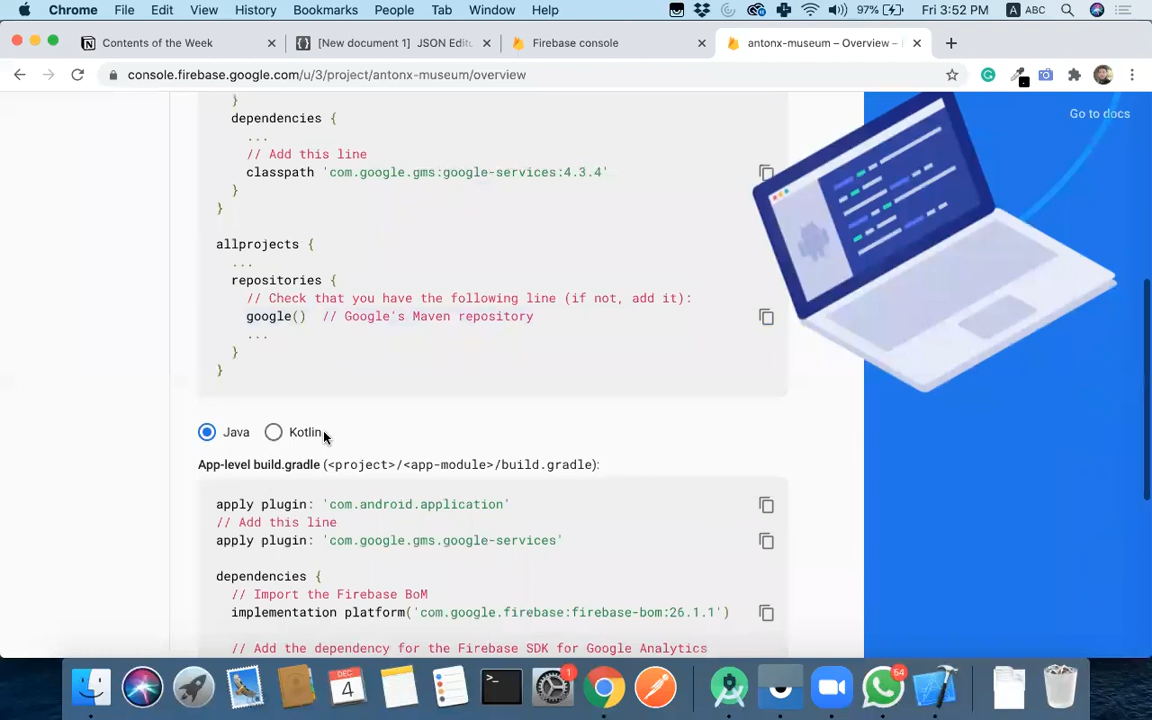 Chrome File Edit View History Bookmarks People Tab Window Help 97% Fri 3:52 PM A ABC
Contents of the Week
[New document 1] JSON Edit
Firebase console
antonx-museum – Overview –
console.firebase.google.com/u/3/project/antonx-museum/overview
Go to docs
}
dependencies {
...
// Add this line
classpath 'com.google.gms:google-services:4.3.4'
}
}
allprojects {
...
repositories {
// Check that you have the following line (if not, add it):
google() // Google's Maven repository
...
}
}
Java Kotlin
App-level build.gradle (<project>/<app-module>/build.gradle):
apply plugin: 'com.android.application'
// Add this line
apply plugin: 'com.google.gms.google-services'
dependencies {
// Import the Firebase BoM
implementation platform('com.google.firebase:firebase-bom:26.1.1')
// Add the dependency for the Firebase SDK for Google Analytics
DEC
4
>_
1
64